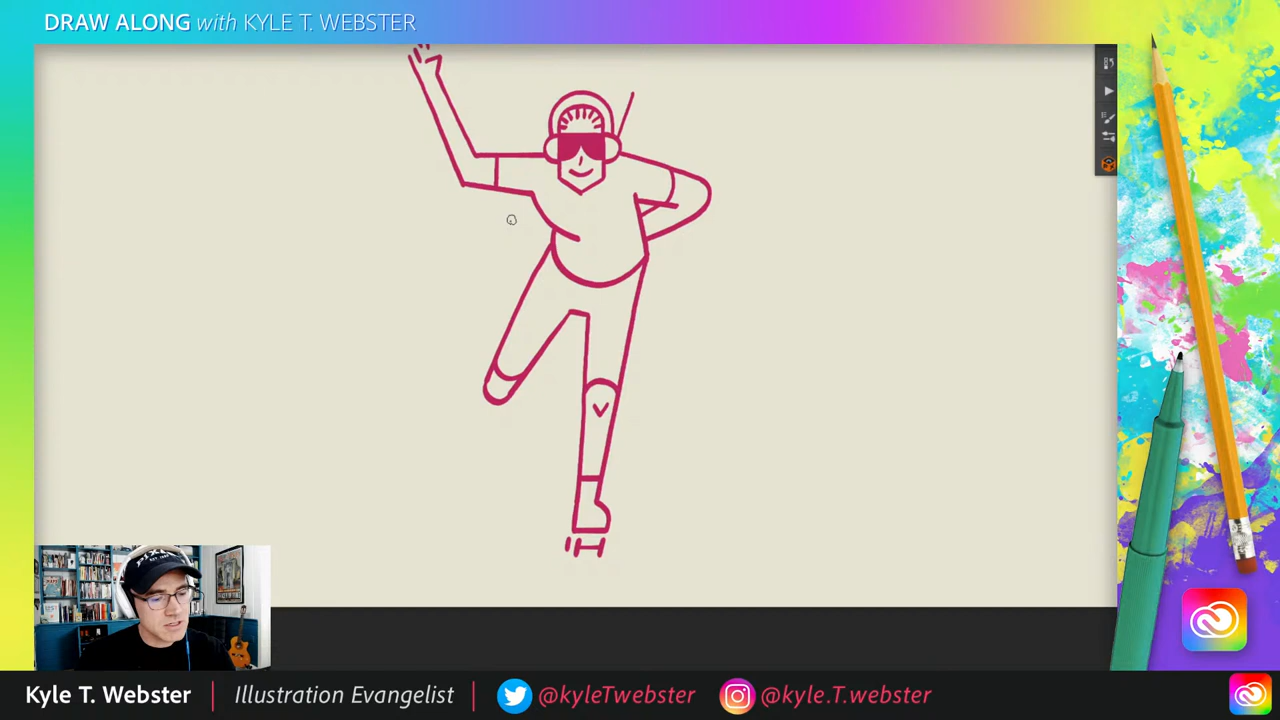 DRAW ALONG with KYLE T. WEBSTER
Kyle T. Webster | Illustration Evangelist | @kyleTwebster @kyle.T.webster